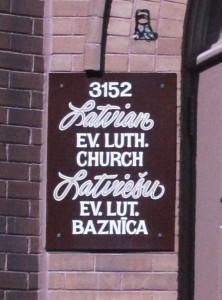 3152
Latvian
EV. LUTH.
CHURCH
Latviešu
EV. LUT.
BAZNĪCA